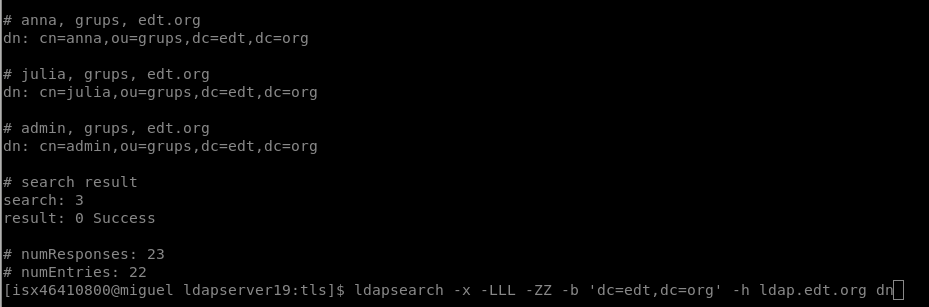 # anna, grups, edt.org
dn: cn=anna,ou=grups,dc=edt,dc=org
# julia, grups, edt.org
dn: cn=julia,ou=grups,dc=edt,dc=org
# admin, grups, edt.org
dn: cn=admin,ou=grups,dc=edt,dc=org
# search result
search: 3
result: 0 Success
# numResponses: 23
# numEntries: 22
[isx46410800@miguel ldapserver19:tls]$ ldapsearch -x -LLL -ZZ -b 'dc=edt,dc=org' -h ldap.edt.org dn